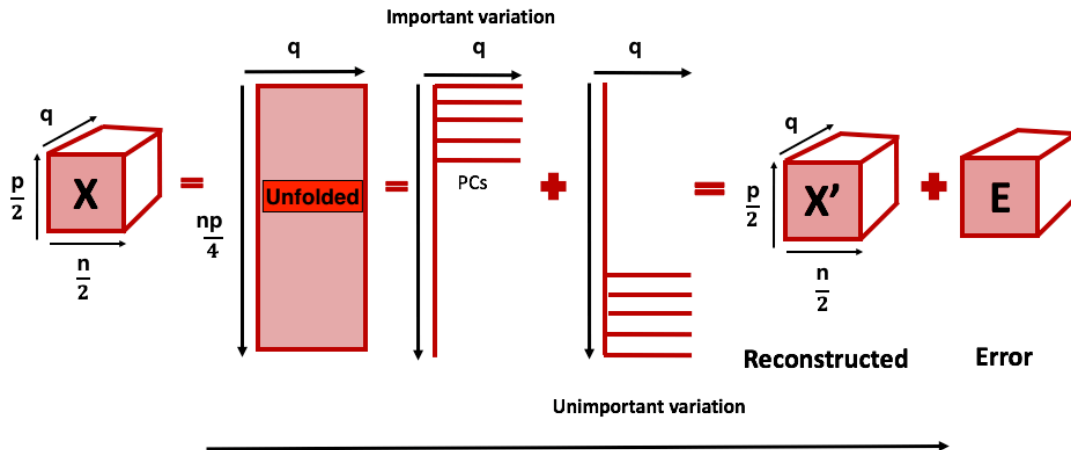 Important variation
q
q
q
q
p/2
X
n/2
=
np/4
Unfolded
=
PCs
+
=
q
p/2
X’
n/2
+
E
Reconstructed
Error
Unimportant variation